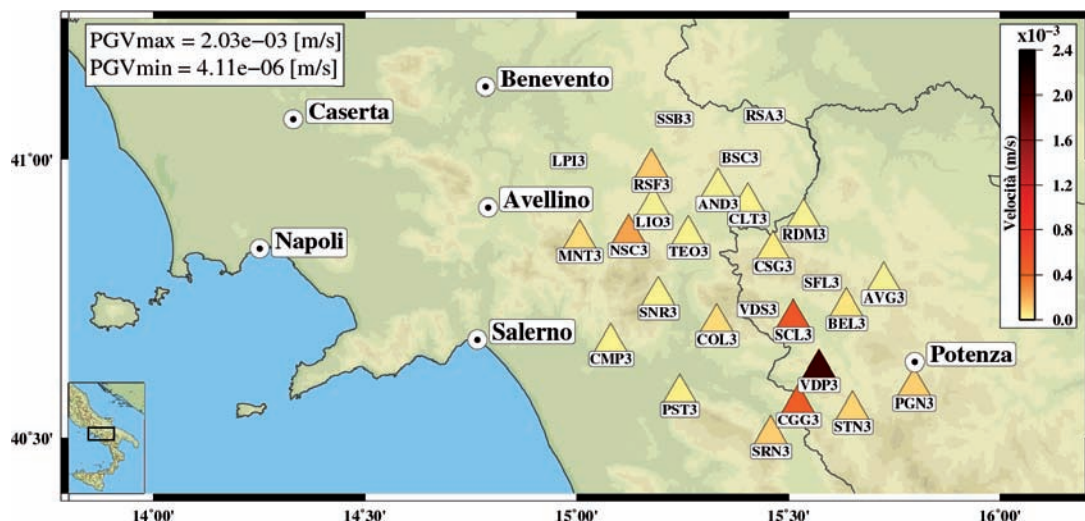 PGVmax = 2.03e−03 [m/s]
PGVmin = 4.11e−06 [m/s]
x10⁻³
2.4
2.0
1.6
1.2
0.8
0.4
0.0
Velocità (m/s)
Benevento
Caserta
SSB3
RSA3
41°00'
LPI3
BSC3
RSF3
AND3
Avellino
LIO3
CLT3
RDM3
Napoli
MNT3
NSC3
TEO3
CSG3
SFL3
AVG3
SNR3
VDS3
BEL3
Salerno
COL3
SCL3
CMP3
Potenza
VDP3
PST3
CGG3
STN3
PGN3
40°30'
SRN3
14°00'
14°30'
15°00'
15°30'
16°00'